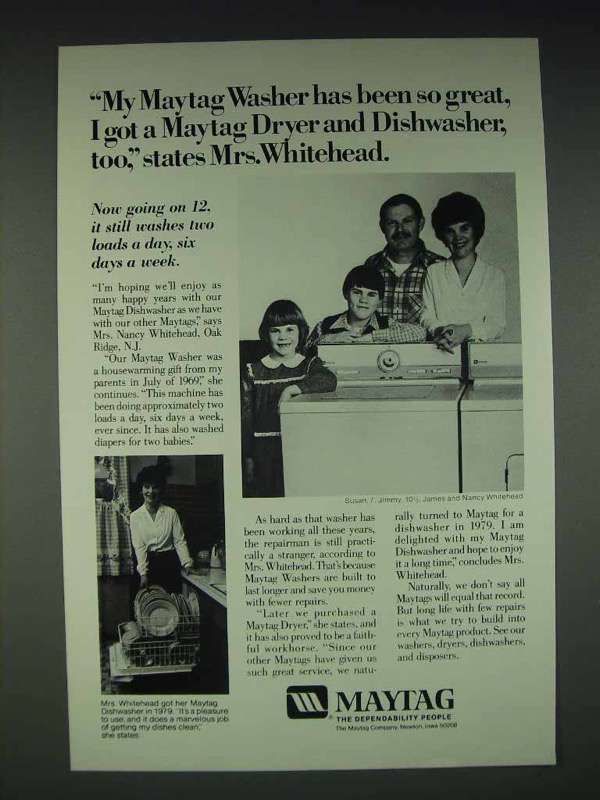 “My Maytag Washer has been so great,
I got a Maytag Dryer and Dishwasher,
too,” states Mrs. Whitehead.
Now going on 12,
it still washes two
loads a day, six
days a week.
“I'm hoping we'll enjoy as
many happy years with our
Maytag Dishwasher as we have
with our other Maytags,” says
Mrs. Nancy Whitehead, Oak
Ridge, N.J.
“Our Maytag Washer was
a housewarming gift from my
parents in July of 1969,” she
continues. “This machine has
been doing approximately two
loads a day, six days a week,
ever since. It has also washed
diapers for two babies.”
Susan, 7, Jimmy, 10½, James and Nancy Whitehead
Mrs. Whitehead got her Maytag
Dishwasher in 1979. “It's a pleasure
to use, and it does a marvelous job
of getting my dishes clean,”
she states.
As hard as that washer has
been working all these years,
the repairman is still practi-
cally a stranger, according to
Mrs. Whitehead. That's because
Maytag Washers are built to
last longer and save you money
with fewer repairs.
“Later we purchased a
Maytag Dryer,” she states, and
it has also proved to be a faith-
ful workhorse. “Since our
other Maytags have given us
such great service, we natu-
rally turned to Maytag for a
dishwasher in 1979. I am
delighted with my Maytag
Dishwasher and hope to enjoy
it a long time,” concludes Mrs.
Whitehead.
Naturally, we don't say all
Maytags will equal that record.
But long life with few repairs
is what we try to build into
every Maytag product. See our
washers, dryers, dishwashers,
and disposers.
MAYTAG
THE DEPENDABILITY PEOPLE
The Maytag Company, Newton, Iowa 50208